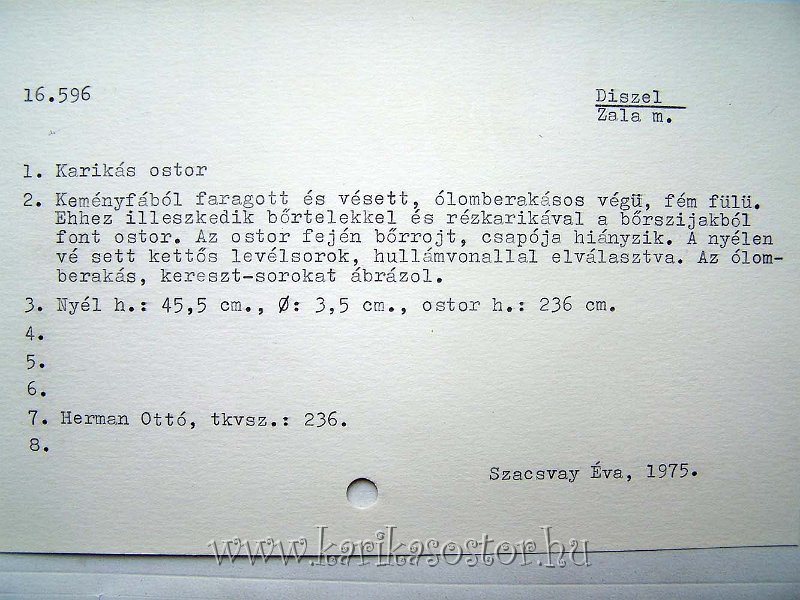 16.596
Diszel
Zala m.
1. Karikás ostor
2. Keményfából faragott és vésett, ólomberakásos végü, fém fülü.
Ehhez illeszkedik bőrtelekkel és rézkarikával a bőrszijakból
font ostor. Az ostor fején bőrrojt, csapója hiányzik. A nyélen
vé sett kettős levélsorok, hullámvonallal elválasztva. Az ólom-
berakás, kereszt-sorokat ábrázol.
3. Nyél h.: 45,5 cm., Ø: 3,5 cm., ostor h.: 236 cm.
4.
5.
6.
7. Herman Ottó, tkvsz.: 236.
8.
Szacsvay Éva, 1975.
www.karikasostor.hu